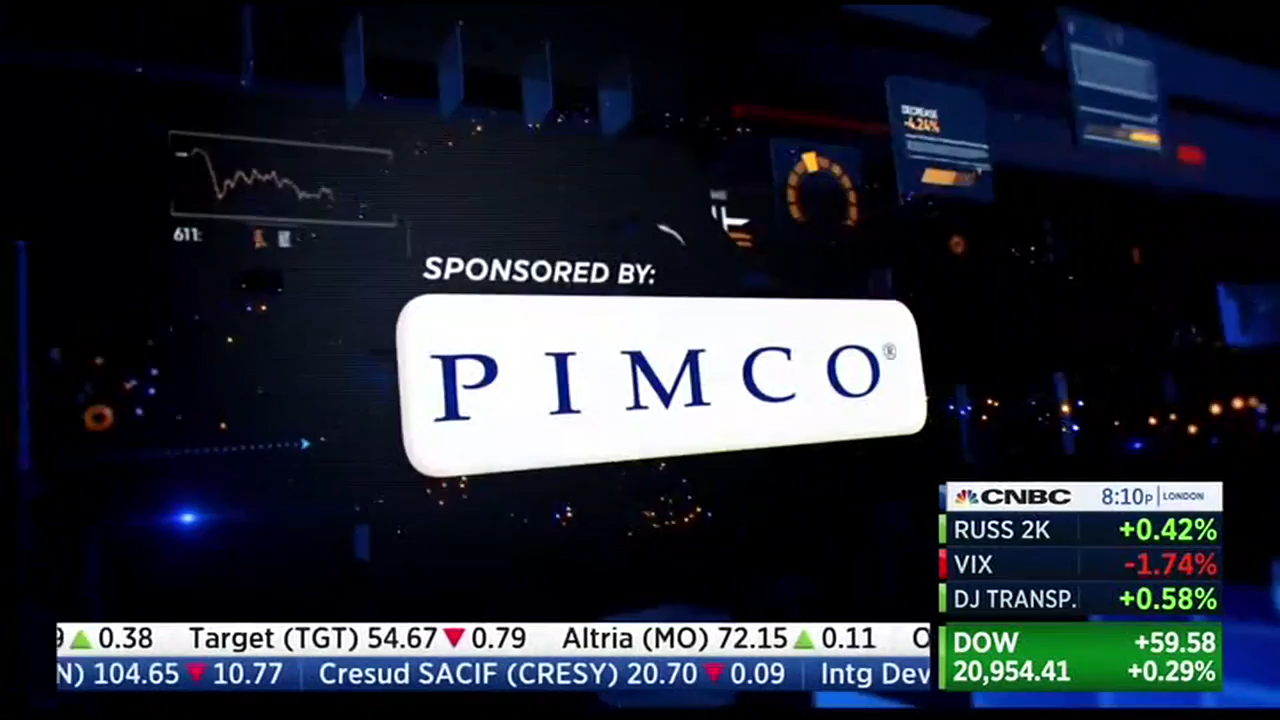 DECREASE
-4.24%
611
SPONSORED BY:
PIMCO®
CNBC 8:10P LONDON
RUSS 2K +0.42%
VIX -1.74%
DJ TRANSP. +0.58%
DOW +59.58
20,954.41 +0.29%
9 ▲ 0.38 Target (TGT) 54.67 ▼ 0.79 Altria (MO) 72.15 ▲ 0.11 O
N) 104.65 ▼ 10.77 Cresud SACIF (CRESY) 20.70 ▼ 0.09 Intg Dev